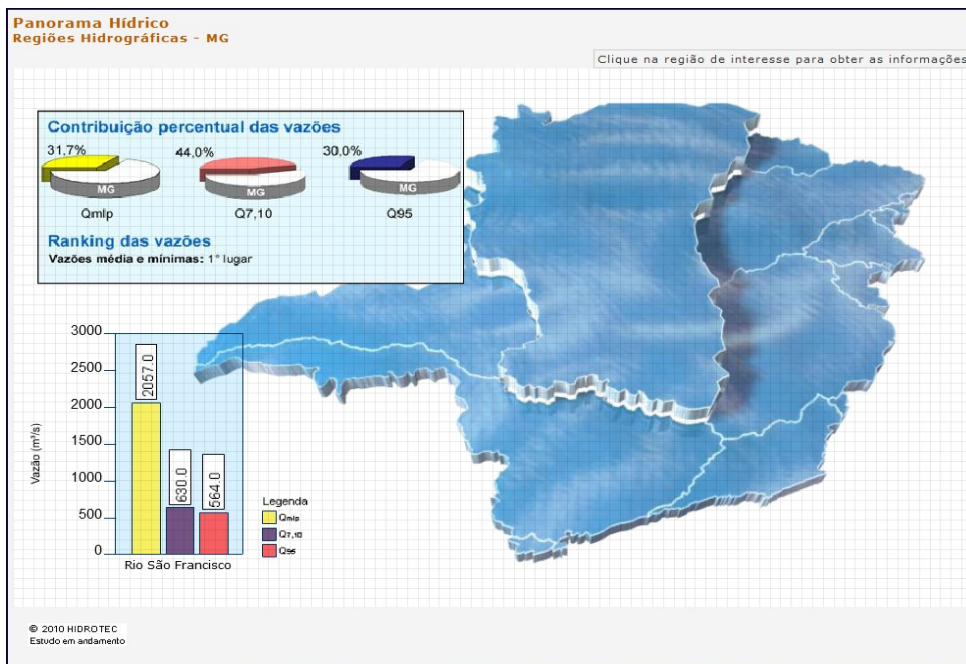 Panorama Hídrico
Regiões Hidrográficas - MG
Clique na região de interesse para obter as informações
Contribuição percentual das vazões
31,7% 44,0% 30,0%
MG MG MG
Qmlp Q7,10 Q95
Ranking das vazões
Vazões média e mínimas: 1° lugar
3000
2500
2000
1500
1000
500
0
Vazão (m³/s)
2057.0
630.0
564.0
Rio São Francisco
Legenda
Qmlp
Q7,10
Q95
© 2010 HIDROTEC
Estudo em andamento